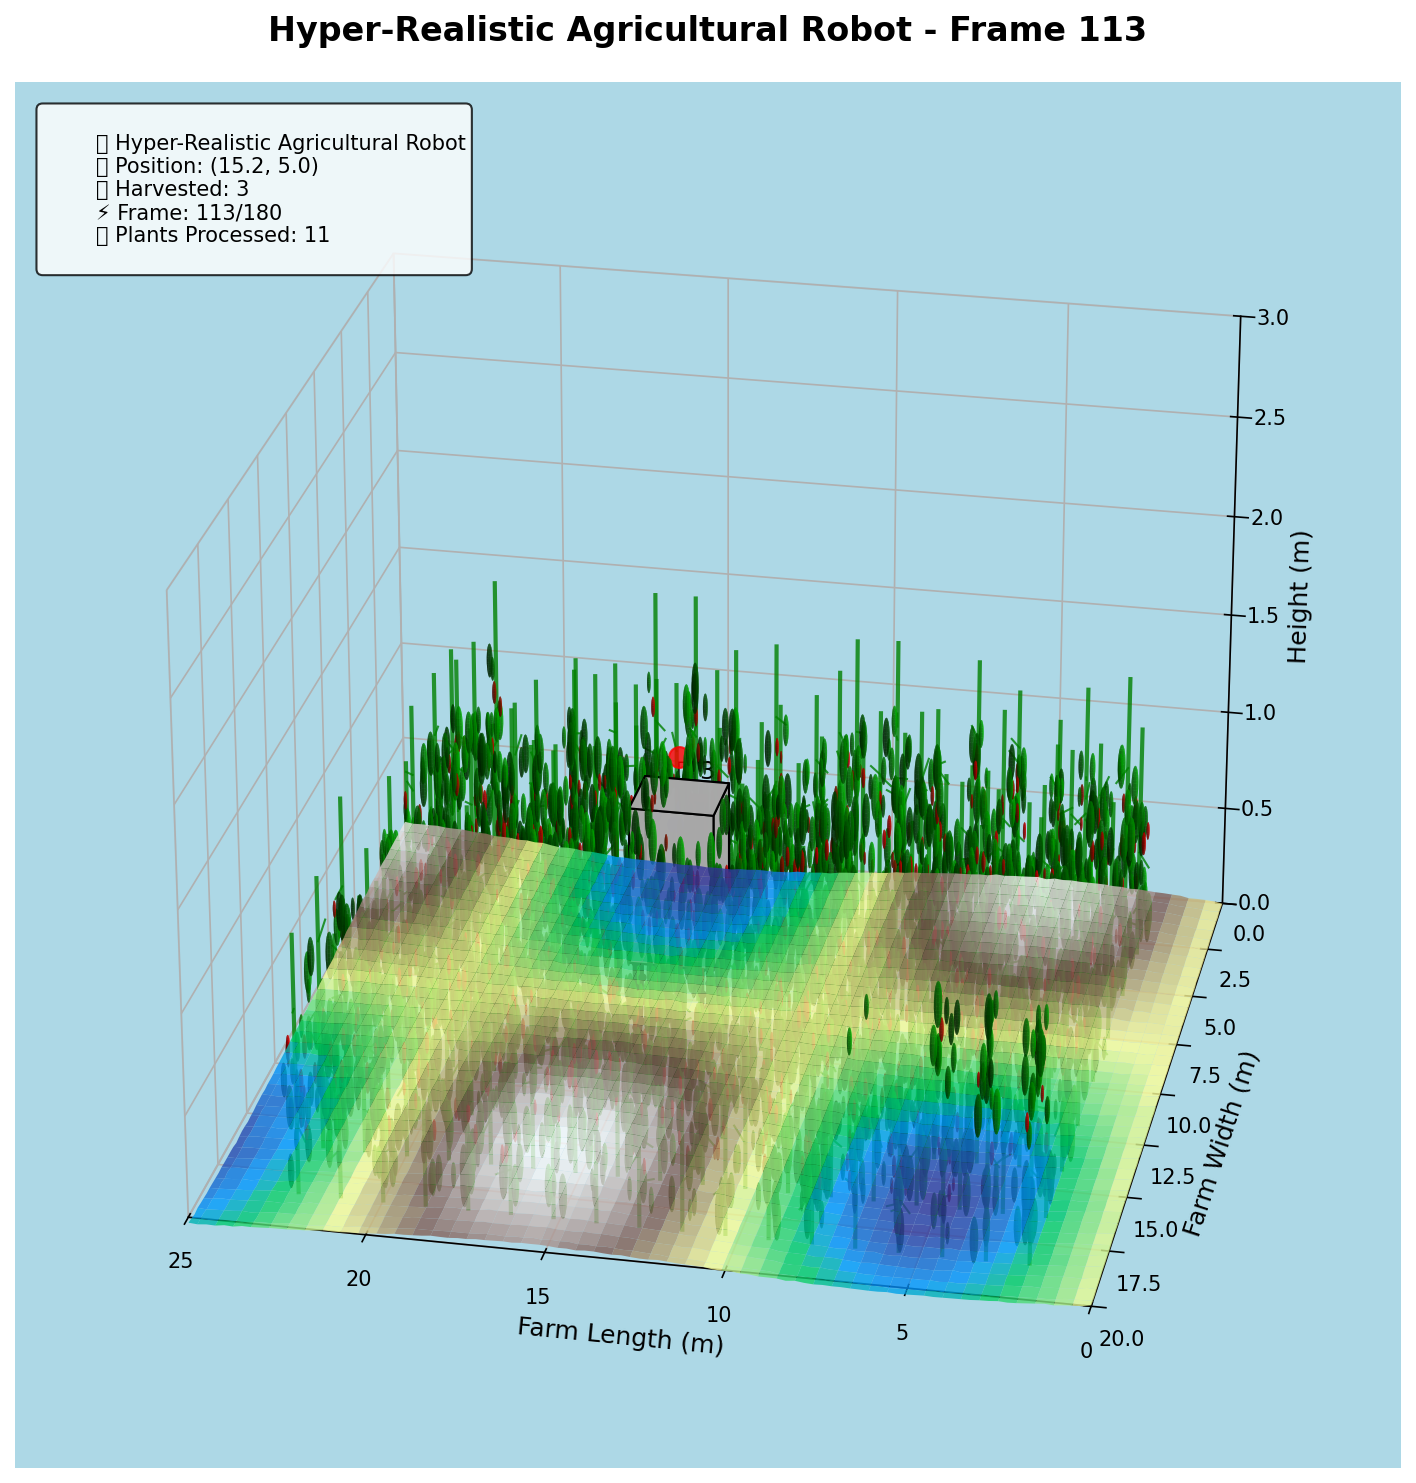 Hyper-Realistic Agricultural Robot - Frame 113
Hyper-Realistic Agricultural Robot
Position: (15.2, 5.0)
Harvested: 3
⚡ Frame: 113/180
Plants Processed: 11
3.0
2.5
2.0
1.5
1.0
0.5
0.0
Height (m)
3
0.0
2.5
5.0
7.5
10.0
12.5
15.0
17.5
20.0
Farm Width (m)
25
20
15
10
5
0
Farm Length (m)